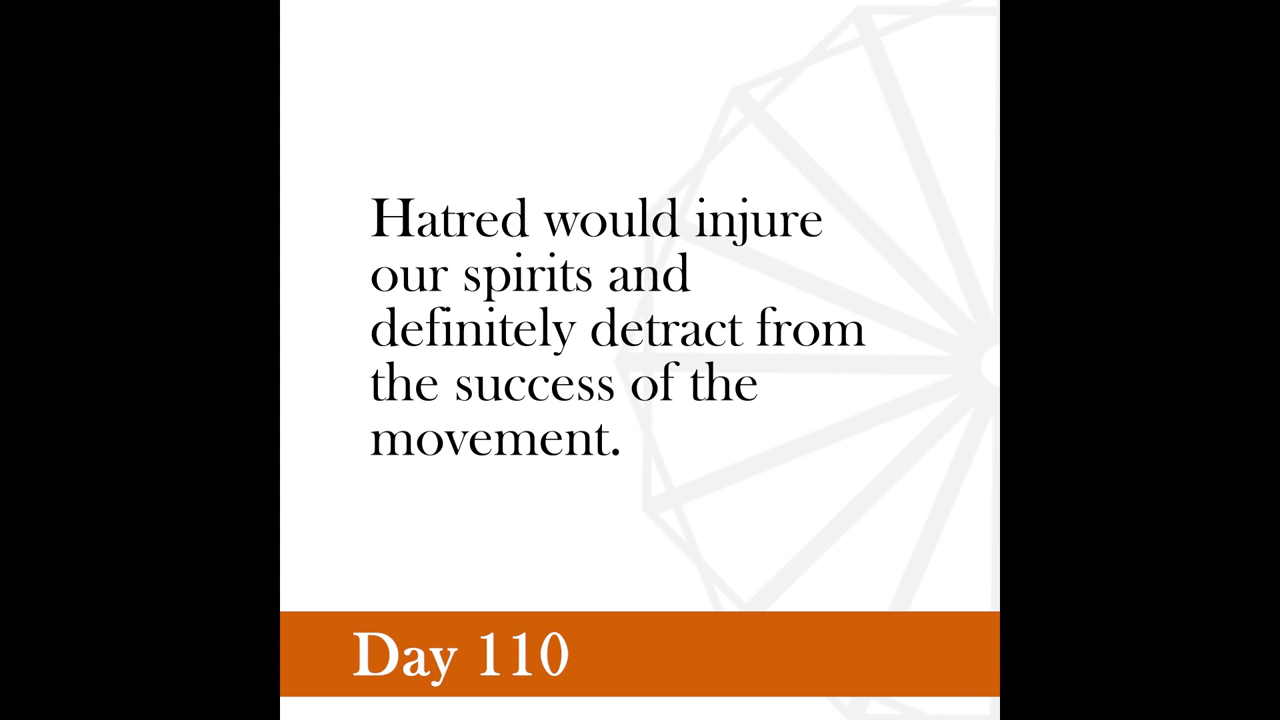 Hatred would injure
our spirits and
definitely detract from
the success of the
movement.
Day 110